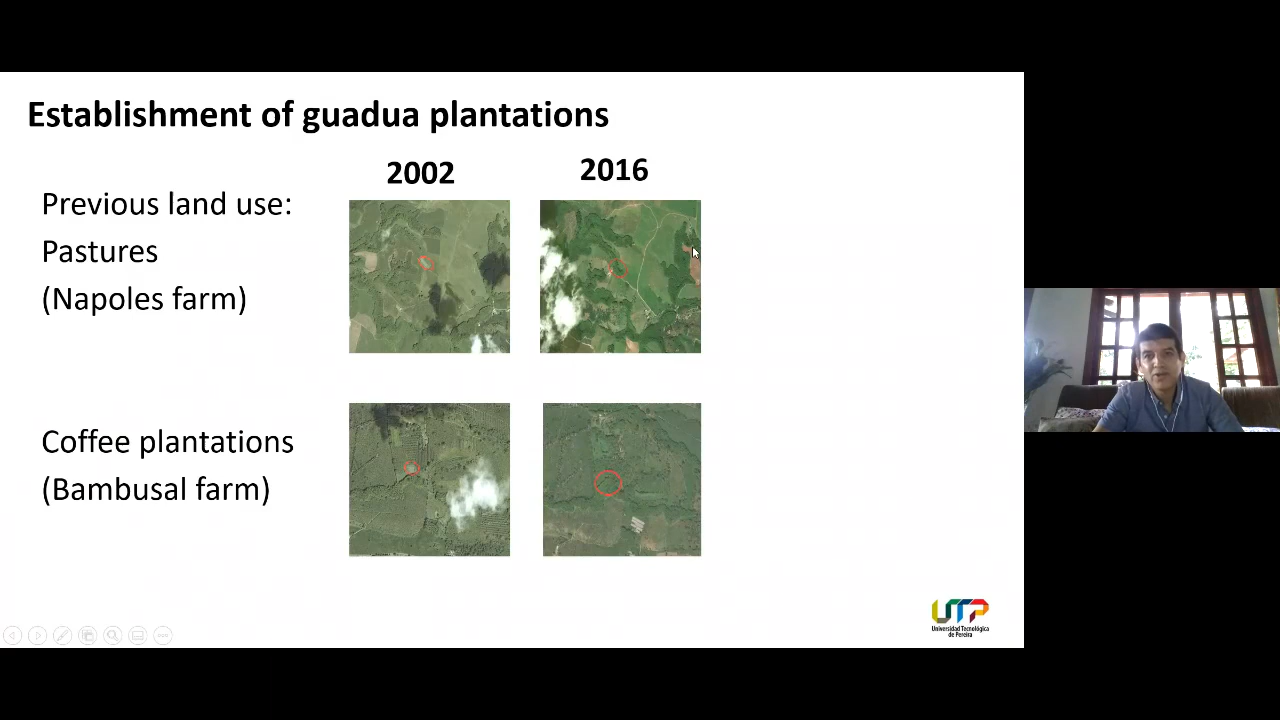 Establishment of guadua plantations
2002
2016
Previous land use:
Pastures
(Napoles farm)
Coffee plantations
(Bambusal farm)
UTP
Universidad Tecnológica
de Pereira